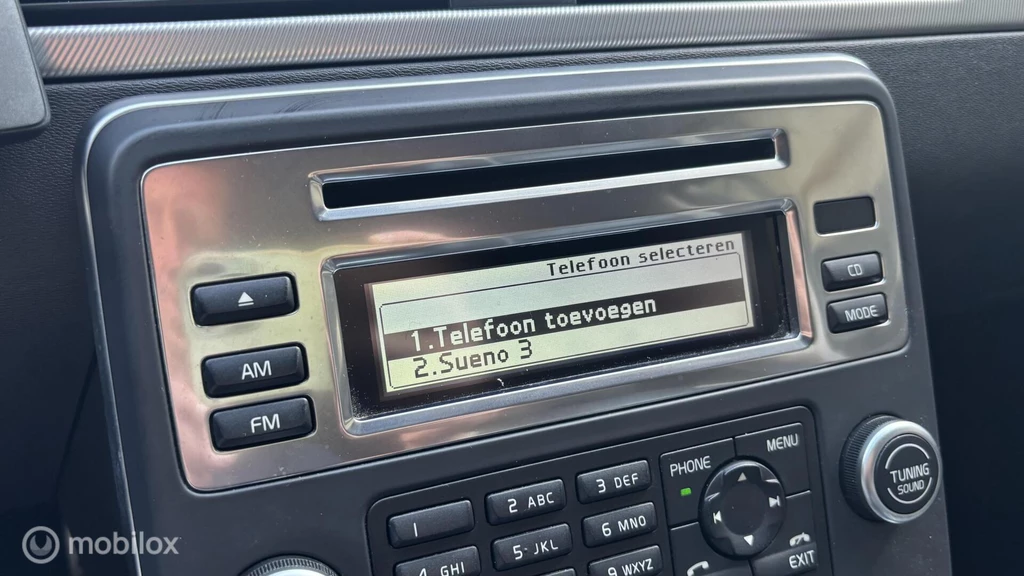 Telefoon selecteren
1.Telefoon toevoegen
2.Sueno 3
CD
MODE
AM
FM
PHONE
MENU
TUNING
SOUND
1
2 ABC
3 DEF
4 GHI
5 JKL
6 MNO
9 WXYZ
EXIT
mobilox